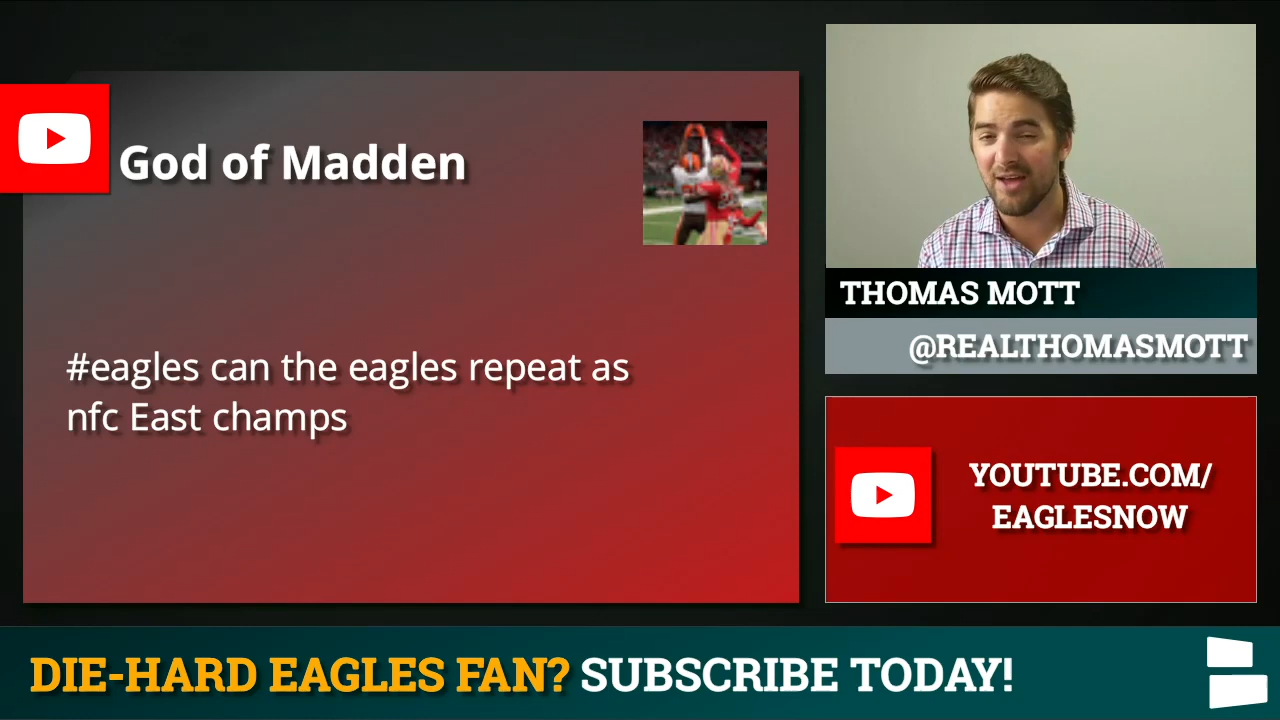 God of Madden
#eagles can the eagles repeat as
nfc East champs
THOMAS MOTT
@REALTHOMASMOTT
YOUTUBE.COM/
EAGLESNOW
DIE-HARD EAGLES FAN? SUBSCRIBE TODAY!